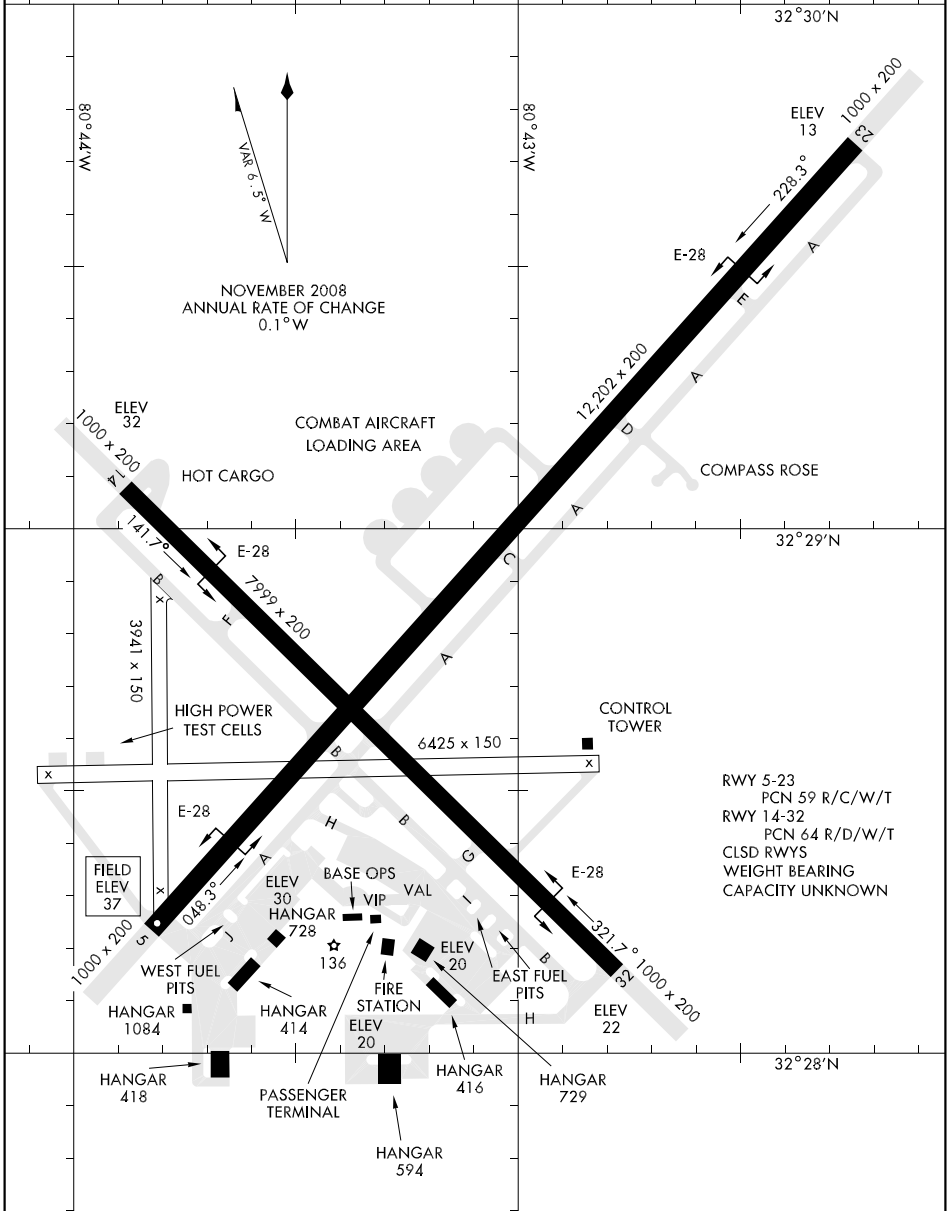 32°30'N
80°44'W
80°43'W
VAR 6.5° W
NOVEMBER 2008
ANNUAL RATE OF CHANGE
0.1°W
ELEV
13
1000 x 200
23
228.3°
E-28
A
E
A
12,202 x 200
D
COMPASS ROSE
A
C
A
ELEV
32
1000 x 200
14
HOT CARGO
COMBAT AIRCRAFT
LOADING AREA
32°29'N
141.7°
E-28
B
F
7999 x 200
x
3941 x 150
HIGH POWER
TEST CELLS
CONTROL
TOWER
6425 x 150
B
x
x
RWY 5-23
PCN 59 R/C/W/T
RWY 14-32
PCN 64 R/D/W/T
CLSD RWYS
WEIGHT BEARING
CAPACITY UNKNOWN
E-28
H
B
G
A
FIELD
ELEV
37
x
048.3°
ELEV
30
BASE OPS
VIP
VAL
I
E-28
HANGAR
728
5
1000 x 200
J
WEST FUEL
PITS
136
FIRE
STATION
ELEV
20
EAST FUEL
PITS
B
321.7°
32
1000 x 200
HANGAR
1084
HANGAR
414
ELEV
20
H
ELEV
22
32°28'N
HANGAR
418
PASSENGER
TERMINAL
HANGAR
416
HANGAR
729
HANGAR
594